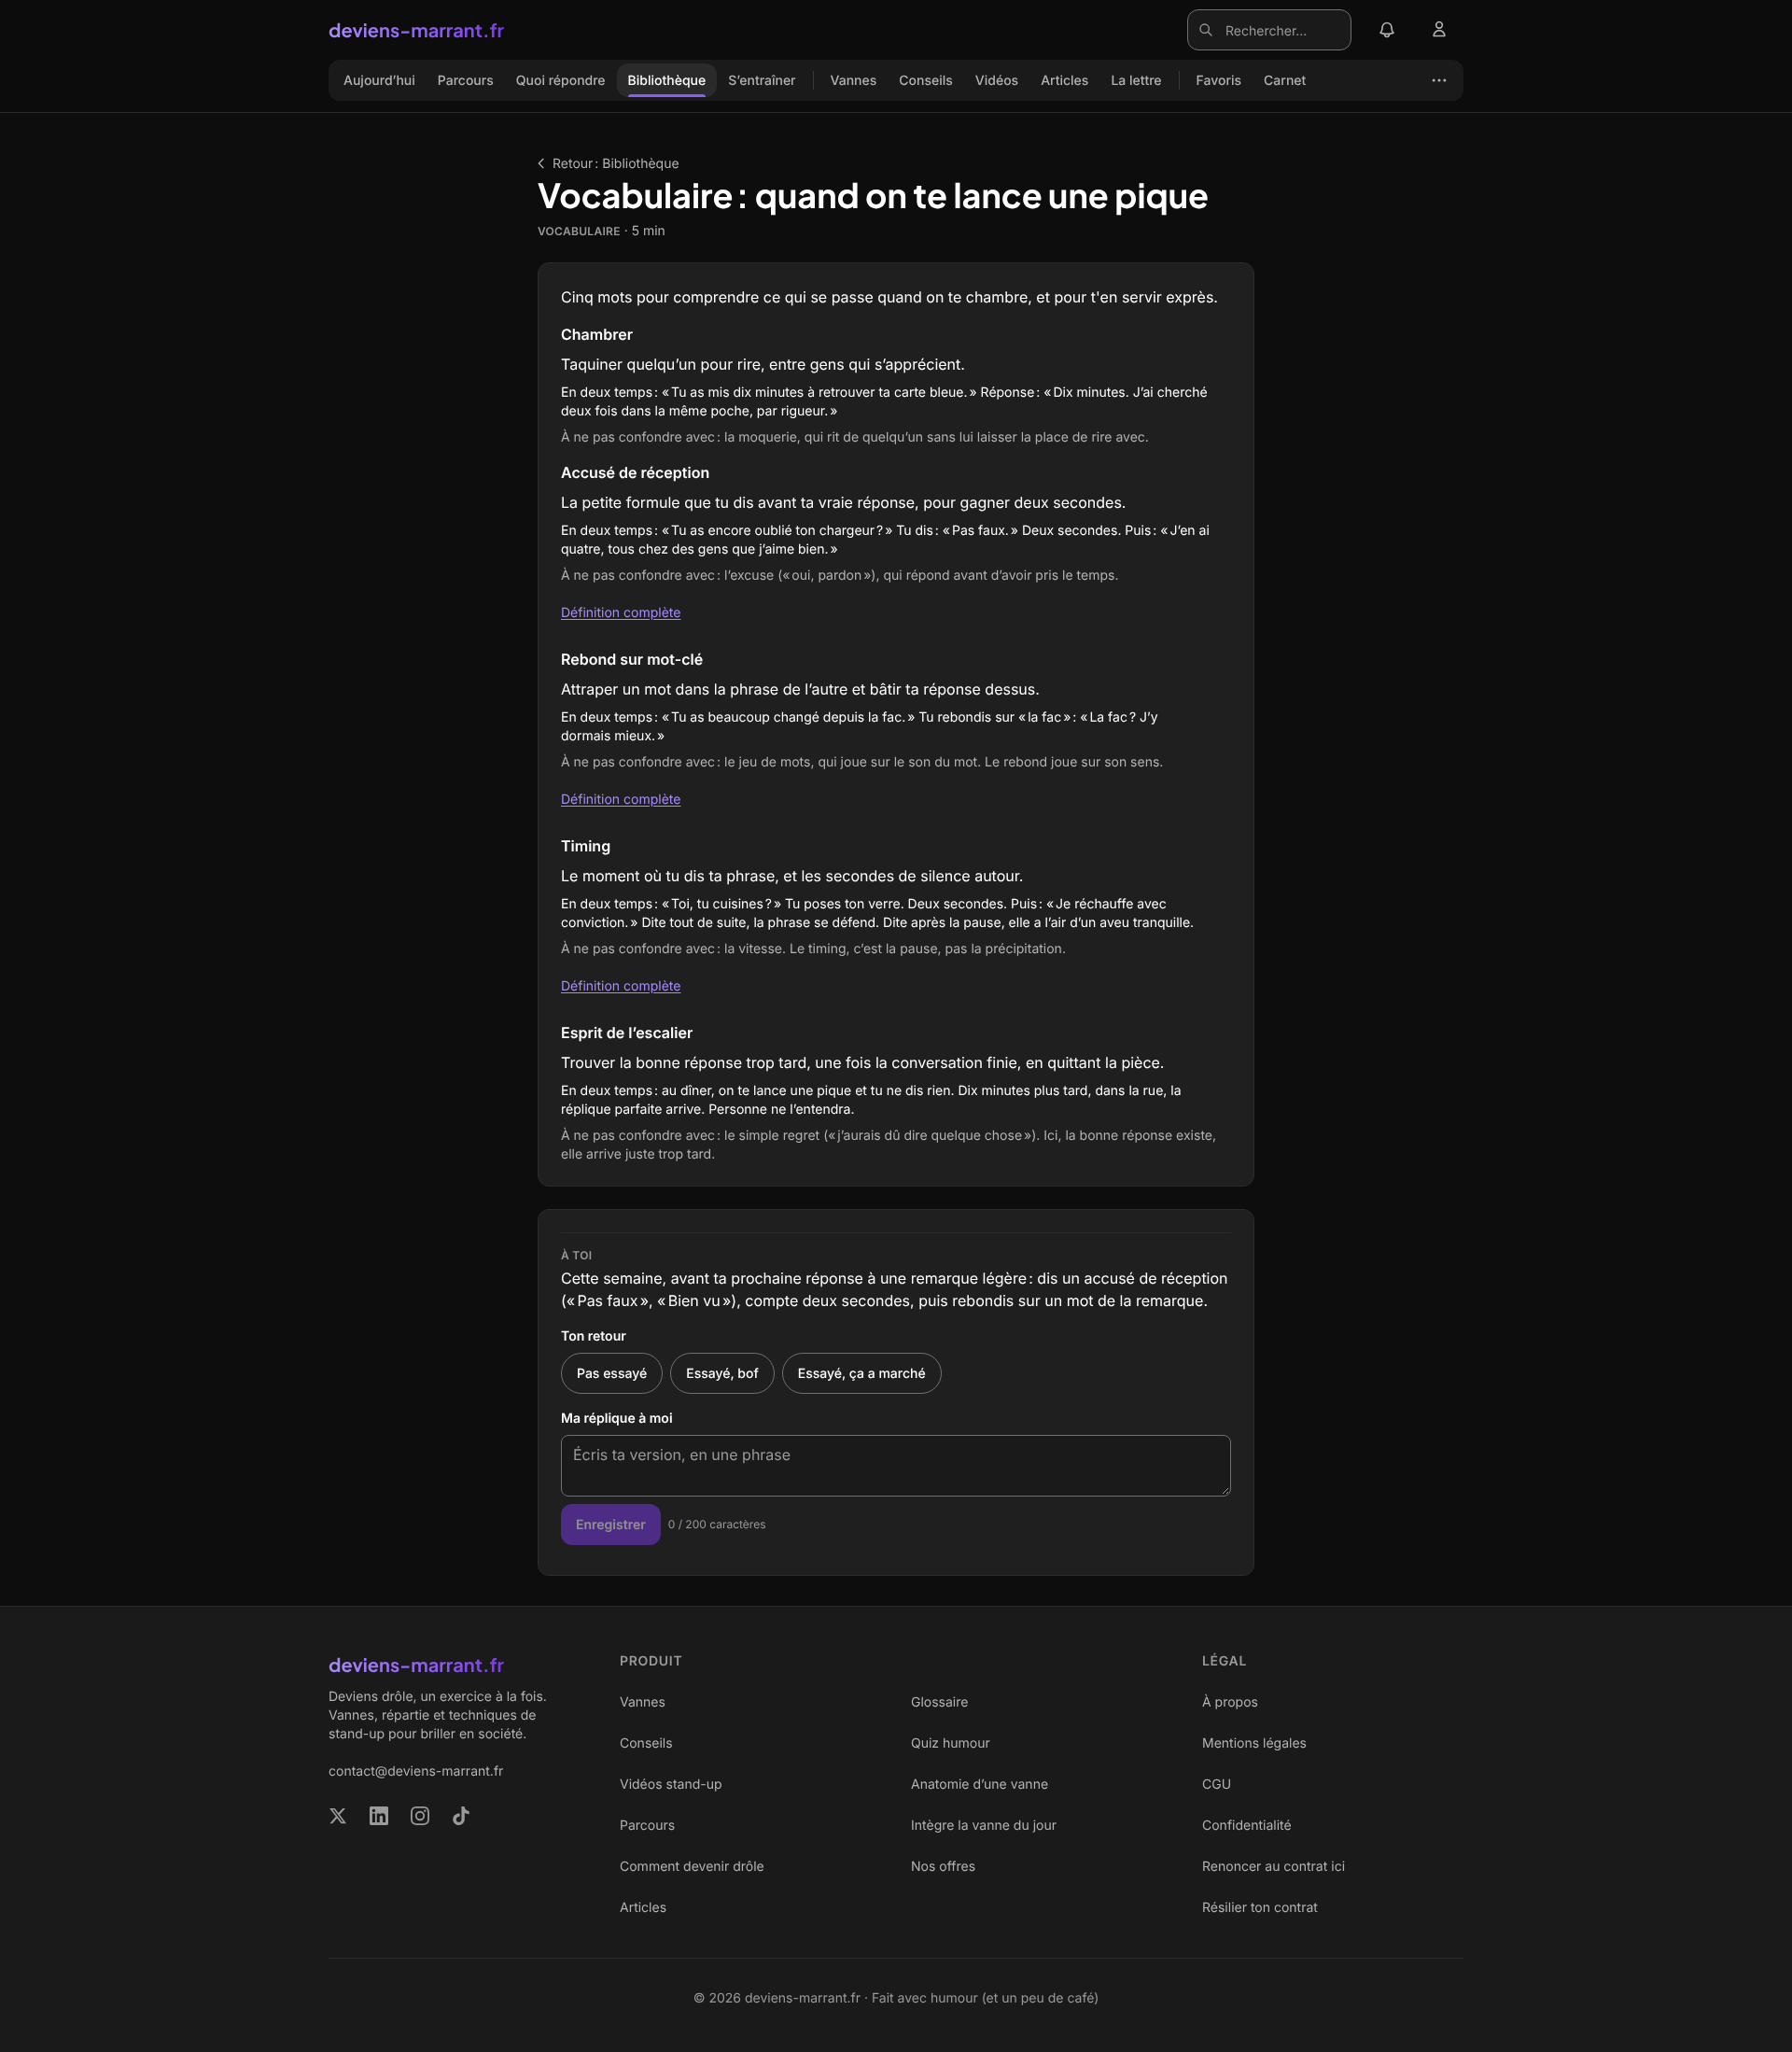 deviens-marrant.fr
Rechercher...
Aujourd’hui
Parcours
Quoi répondre
Bibliothèque
S’entraîner
Vannes
Conseils
Vidéos
Articles
La lettre
Favoris
Carnet
Retour : Bibliothèque
Vocabulaire : quand on te lance une pique
VOCABULAIRE · 5 min
Cinq mots pour comprendre ce qui se passe quand on te chambre, et pour t'en servir exprès.
Chambrer
Taquiner quelqu’un pour rire, entre gens qui s’apprécient.
En deux temps : « Tu as mis dix minutes à retrouver ta carte bleue. » Réponse : « Dix minutes. J’ai cherché
deux fois dans la même poche, par rigueur. »
À ne pas confondre avec : la moquerie, qui rit de quelqu’un sans lui laisser la place de rire avec.
Accusé de réception
La petite formule que tu dis avant ta vraie réponse, pour gagner deux secondes.
En deux temps : « Tu as encore oublié ton chargeur ? » Tu dis : « Pas faux. » Deux secondes. Puis : « J’en ai
quatre, tous chez des gens que j’aime bien. »
À ne pas confondre avec : l’excuse (« oui, pardon »), qui répond avant d’avoir pris le temps.
Définition complète
Rebond sur mot-clé
Attraper un mot dans la phrase de l’autre et bâtir ta réponse dessus.
En deux temps : « Tu as beaucoup changé depuis la fac. » Tu rebondis sur « la fac » : « La fac ? J’y
dormais mieux. »
À ne pas confondre avec : le jeu de mots, qui joue sur le son du mot. Le rebond joue sur son sens.
Définition complète
Timing
Le moment où tu dis ta phrase, et les secondes de silence autour.
En deux temps : « Toi, tu cuisines ? » Tu poses ton verre. Deux secondes. Puis : « Je réchauffe avec
conviction. » Dite tout de suite, la phrase se défend. Dite après la pause, elle a l’air d’un aveu tranquille.
À ne pas confondre avec : la vitesse. Le timing, c’est la pause, pas la précipitation.
Définition complète
Esprit de l’escalier
Trouver la bonne réponse trop tard, une fois la conversation finie, en quittant la pièce.
En deux temps : au dîner, on te lance une pique et tu ne dis rien. Dix minutes plus tard, dans la rue, la
réplique parfaite arrive. Personne ne l’entendra.
À ne pas confondre avec : le simple regret (« j’aurais dû dire quelque chose »). Ici, la bonne réponse existe,
elle arrive juste trop tard.
À TOI
Cette semaine, avant ta prochaine réponse à une remarque légère : dis un accusé de réception
(« Pas faux », « Bien vu »), compte deux secondes, puis rebondis sur un mot de la remarque.
Ton retour
Pas essayé
Essayé, bof
Essayé, ça a marché
Ma réplique à moi
Écris ta version, en une phrase
Enregistrer
0 / 200 caractères
deviens-marrant.fr
Deviens drôle, un exercice à la fois.
Vannes, répartie et techniques de
stand-up pour briller en société.
contact@deviens-marrant.fr
PRODUIT
Vannes
Conseils
Vidéos stand-up
Parcours
Comment devenir drôle
Articles
Glossaire
Quiz humour
Anatomie d’une vanne
Intègre la vanne du jour
Nos offres
LÉGAL
À propos
Mentions légales
CGU
Confidentialité
Renoncer au contrat ici
Résilier ton contrat
© 2026 deviens-marrant.fr · Fait avec humour (et un peu de café)